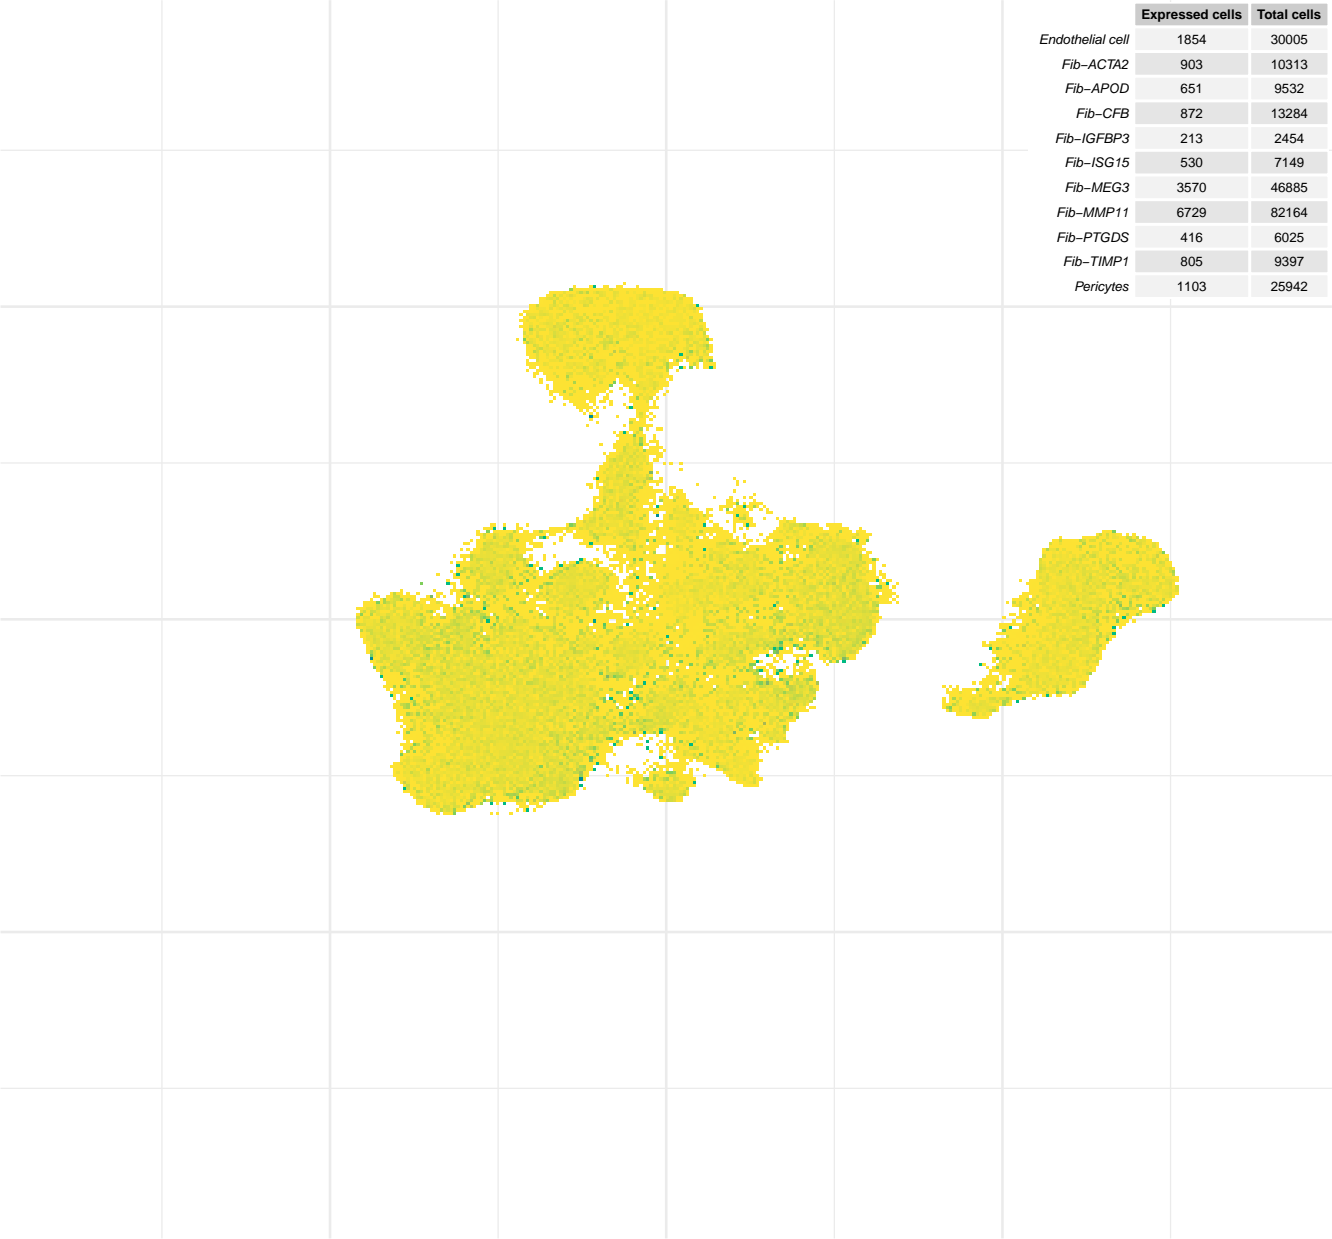 Expressed cells Total cells
Endothelial cell 1854 30005
Fib−ACTA2 903 10313
Fib−APOD 651 9532
Fib−CFB 872 13284
Fib−IGFBP3 213 2454
Fib−ISG15 530 7149
Fib−MEG3 3570 46885
Fib−MMP11 6729 82164
Fib−PTGDS 416 6025
Fib−TIMP1 805 9397
Pericytes 1103 25942